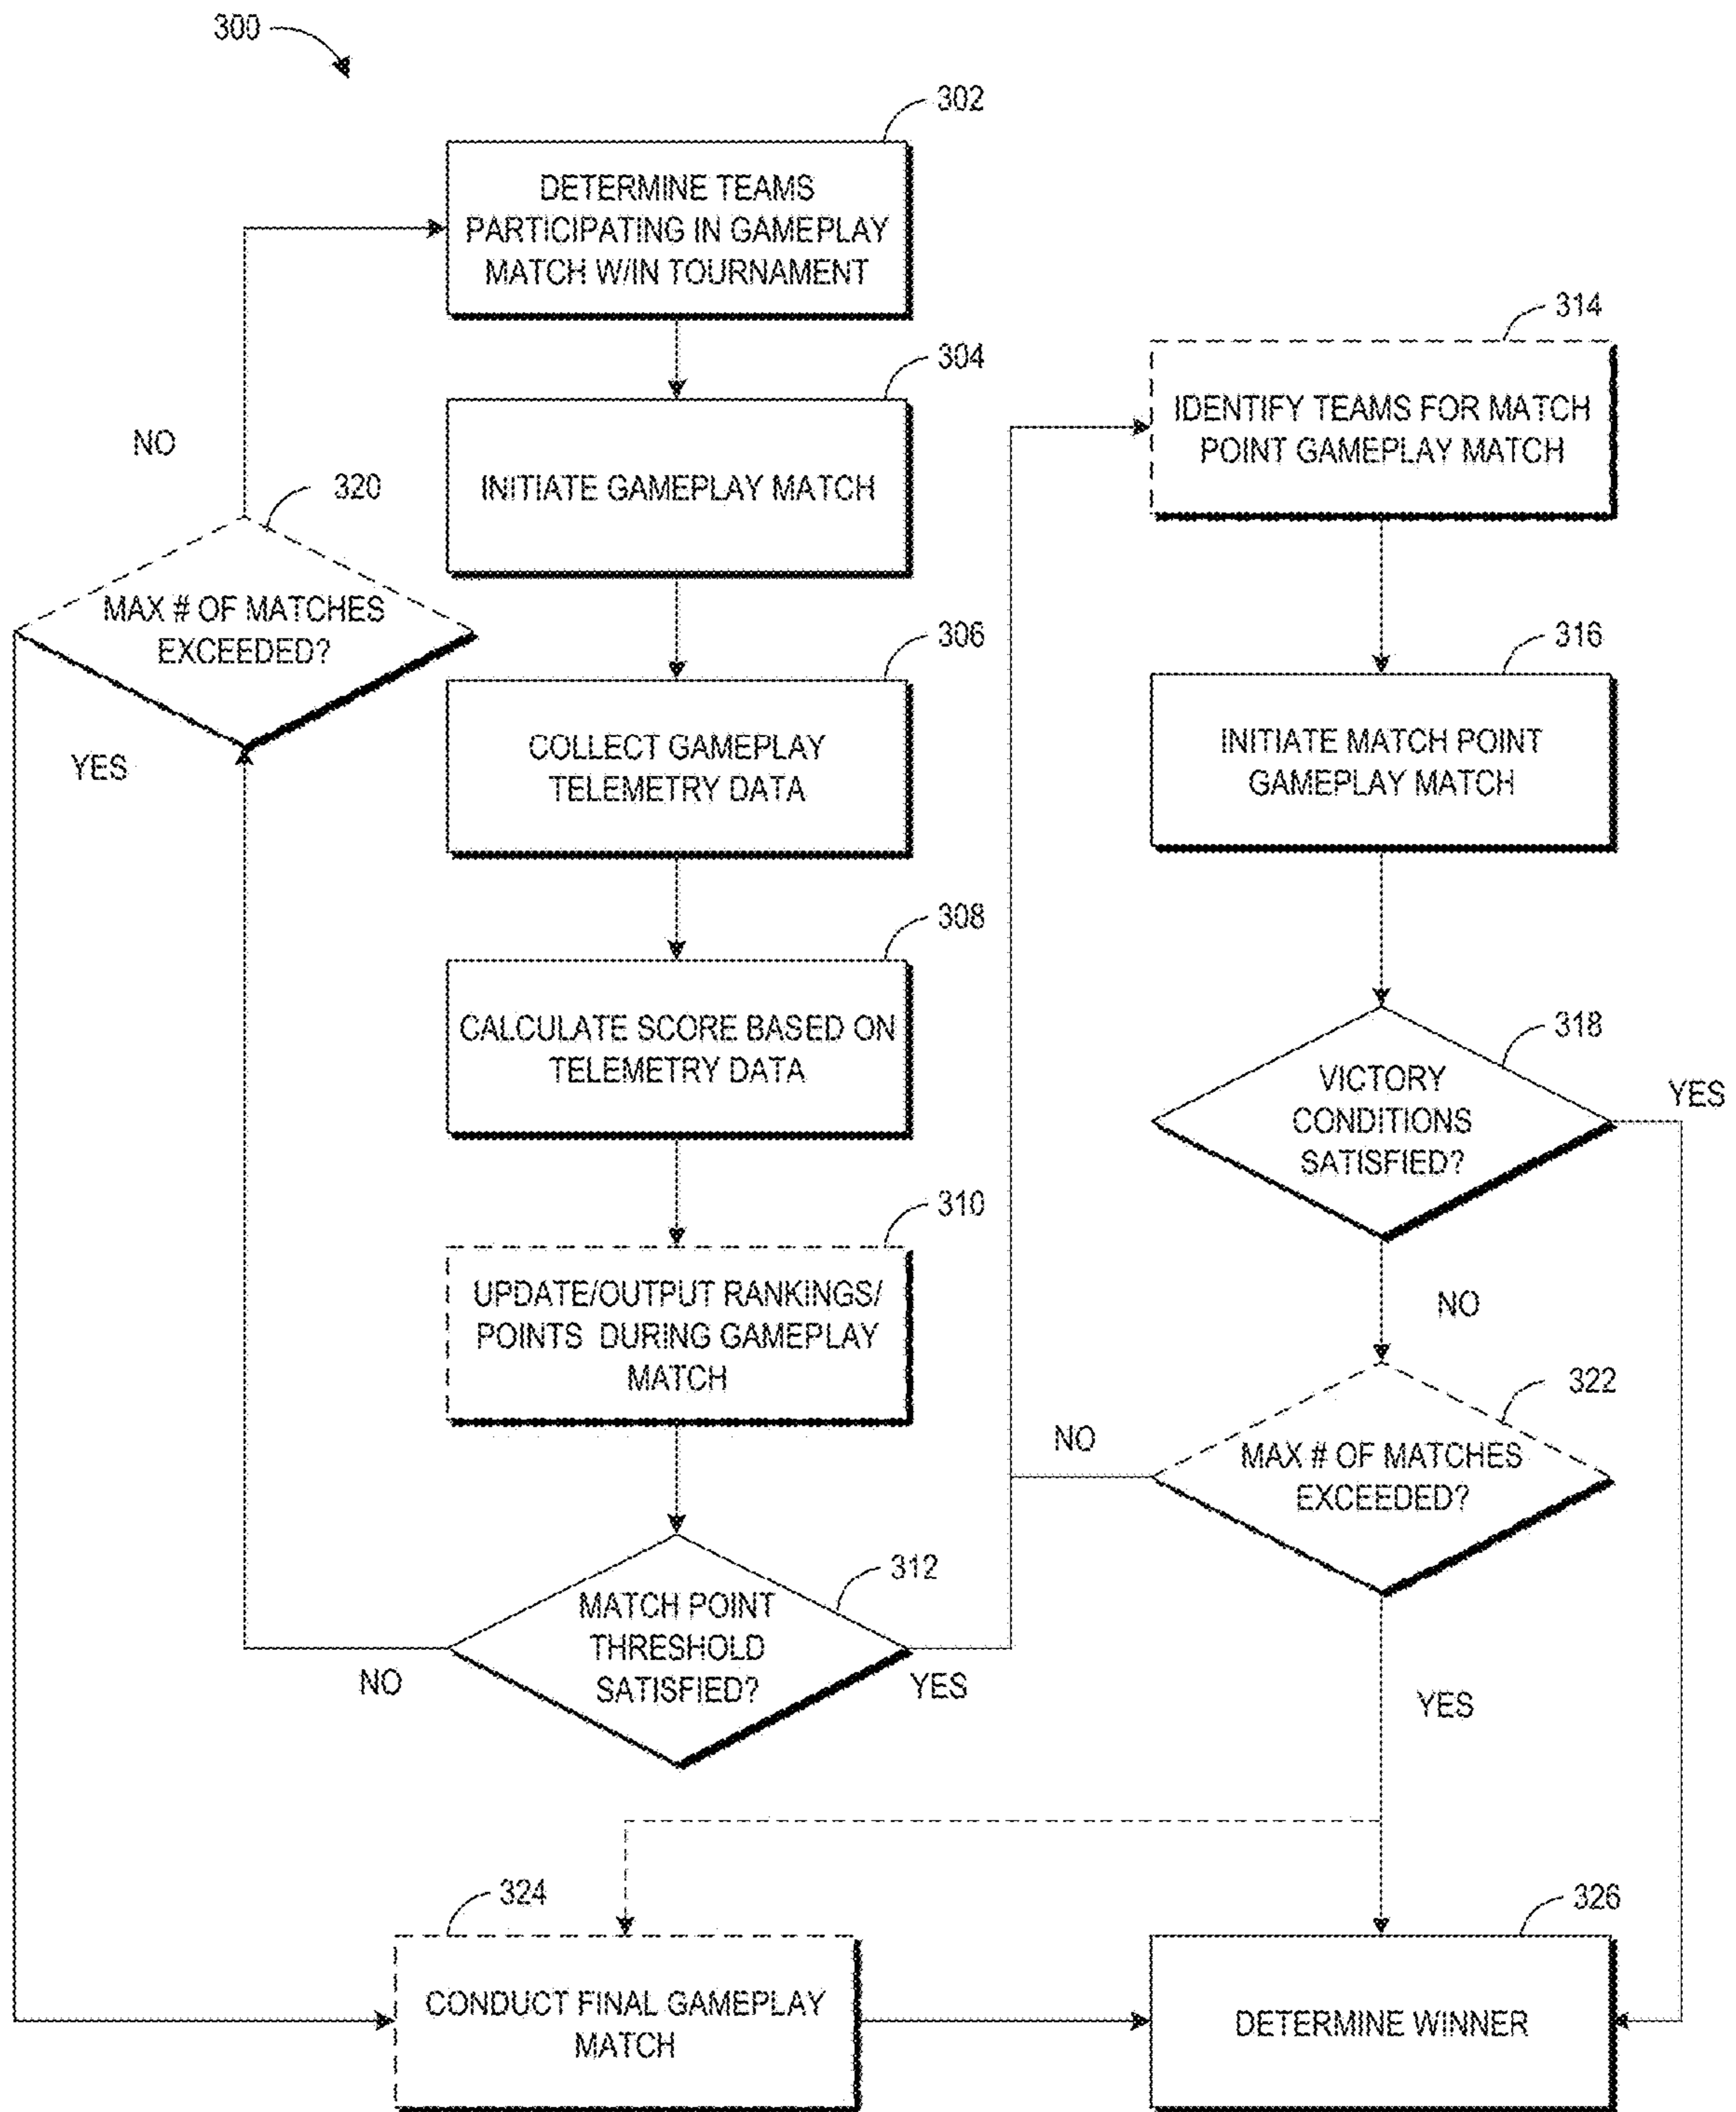 300
302
DETERMINE TEAMS
PARTICIPATING IN GAMEPLAY
MATCH W/IN TOURNAMENT
304
INITIATE GAMEPLAY MATCH
306
COLLECT GAMEPLAY
TELEMETRY DATA
308
CALCULATE SCORE BASED ON
TELEMETRY DATA
310
UPDATE/OUTPUT RANKINGS/
POINTS DURING GAMEPLAY
MATCH
312
MATCH POINT
THRESHOLD
SATISFIED?
NO
YES
320
MAX # OF MATCHES
EXCEEDED?
NO
YES
314
IDENTIFY TEAMS FOR MATCH
POINT GAMEPLAY MATCH
316
INITIATE MATCH POINT
GAMEPLAY MATCH
318
VICTORY
CONDITIONS
SATISFIED?
YES
NO
322
MAX # OF MATCHES
EXCEEDED?
NO
YES
324
CONDUCT FINAL GAMEPLAY
MATCH
326
DETERMINE WINNER